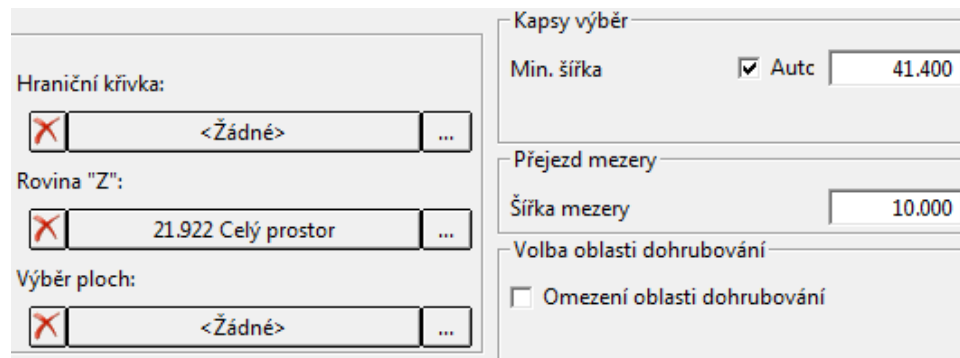 Hraniční křivka:
<Žádné>
...
Rovina "Z":
21.922 Celý prostor
...
Výběr ploch:
<Žádné>
...
Kapsy výběr
Min. šířka
Autc
41.400
Přejezd mezery
Šířka mezery
10.000
Volba oblasti dohrubování
Omezení oblasti dohrubování